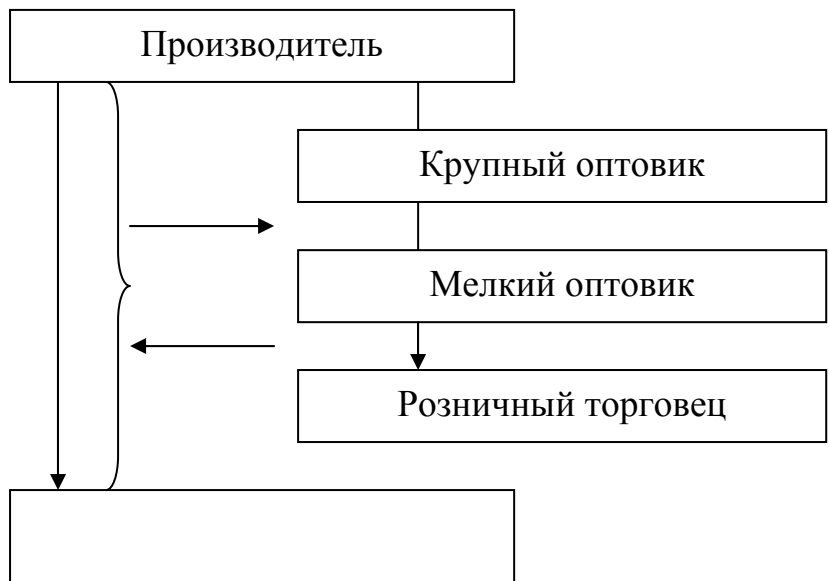 Производитель
Крупный оптовик
Мелкий оптовик
Розничный торговец